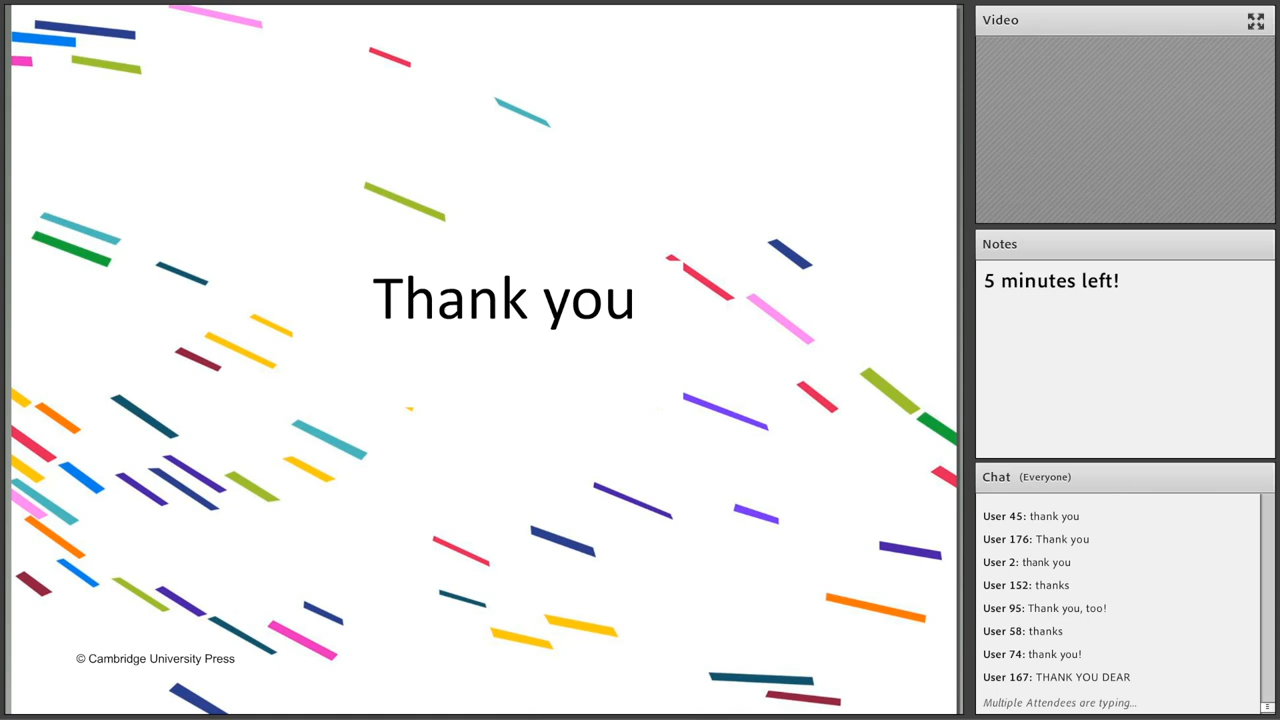 Thank you
© Cambridge University Press
Video
Notes
5 minutes left!
Chat (Everyone)
User 45: thank you
User 176: Thank you
User 2: thank you
User 152: thanks
User 95: Thank you, too!
User 58: thanks
User 74: thank you!
User 167: THANK YOU DEAR
Multiple Attendees are typing...